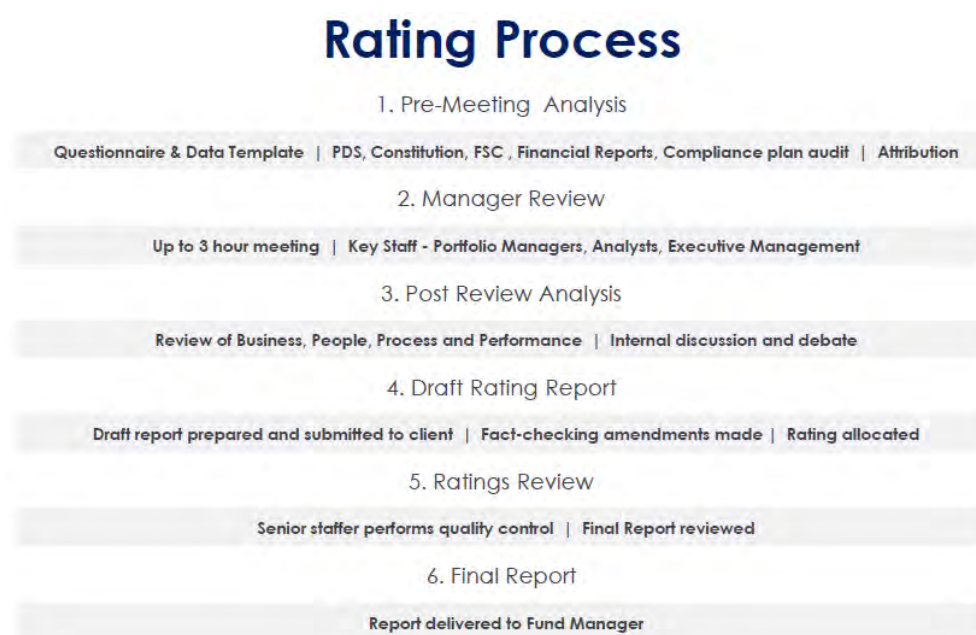 Rating Process
1. Pre-Meeting Analysis
Questionnaire & Data Template | PDS, Constitution, FSC , Financial Reports, Compliance plan audit | Attribution
2. Manager Review
Up to 3 hour meeting | Key Staff - Portfolio Managers, Analysts, Executive Management
3. Post Review Analysis
Review of Business, People, Process and Performance | Internal discussion and debate
4. Draft Rating Report
Draft report prepared and submitted to client | Fact-checking amendments made | Rating allocated
5. Ratings Review
Senior staffer performs quality control | Final Report reviewed
6. Final Report
Report delivered to Fund Manager